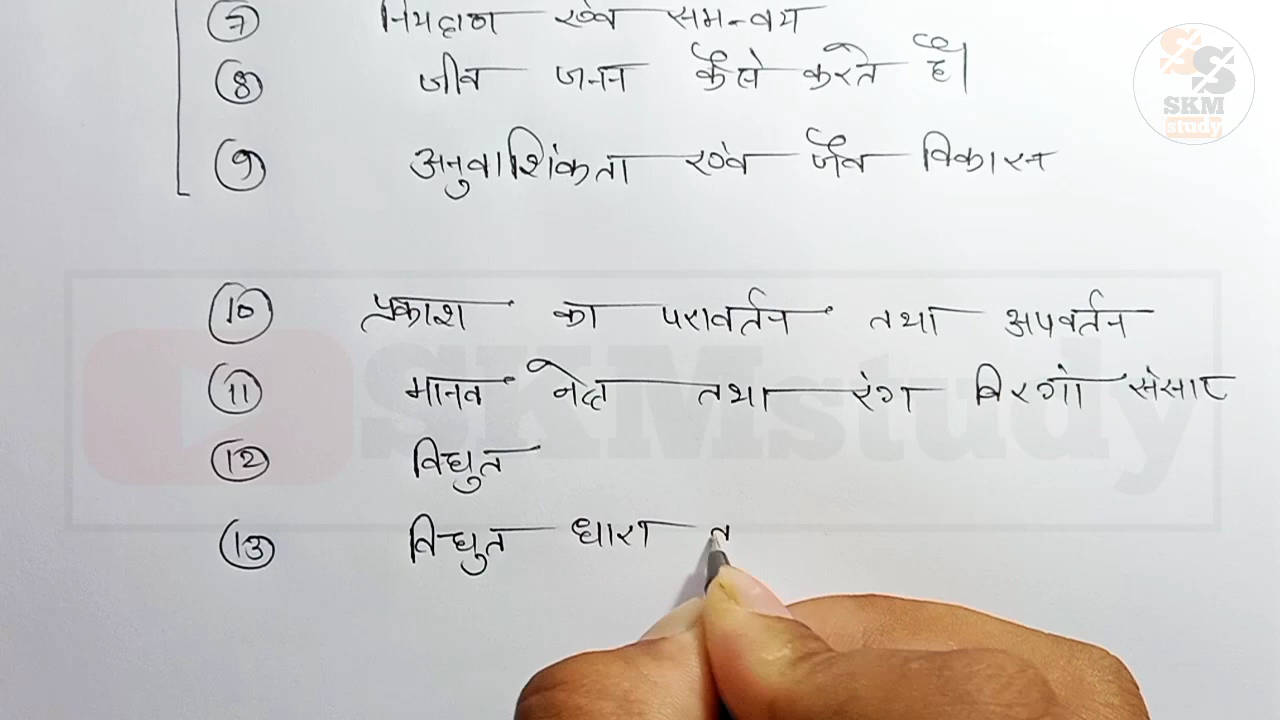 7 नियंत्रण एवं समन्वय
8 जीव जनन कैसे करते है।
9 अनुवाशिंकता एवं जैव विकास
10 प्रकाश का परावर्तन तथा अपवर्तन
11 मानव नेत्र तथा रंग बिरगों संसार
12 विघुत
13 विघुत धारा त
SKM study
SKMstudy